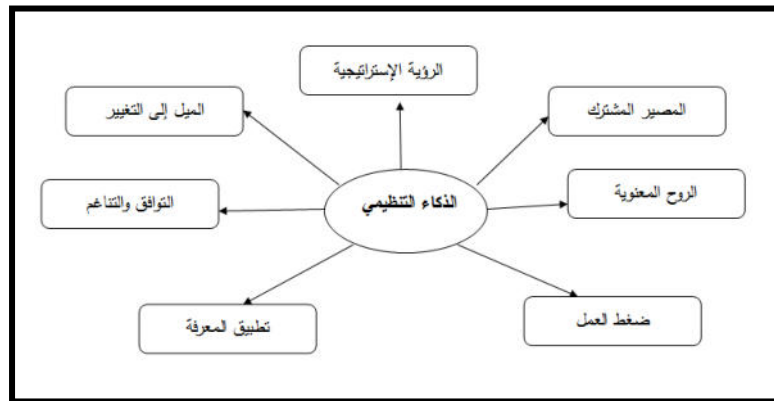 الرؤية الإستراتيجية
المصير المشترك
الميل إلى التغيير
الروح المعنوية
الذكاء التنظيمي
التوافق والتناغم
ضغط العمل
تطبيق المعرفة